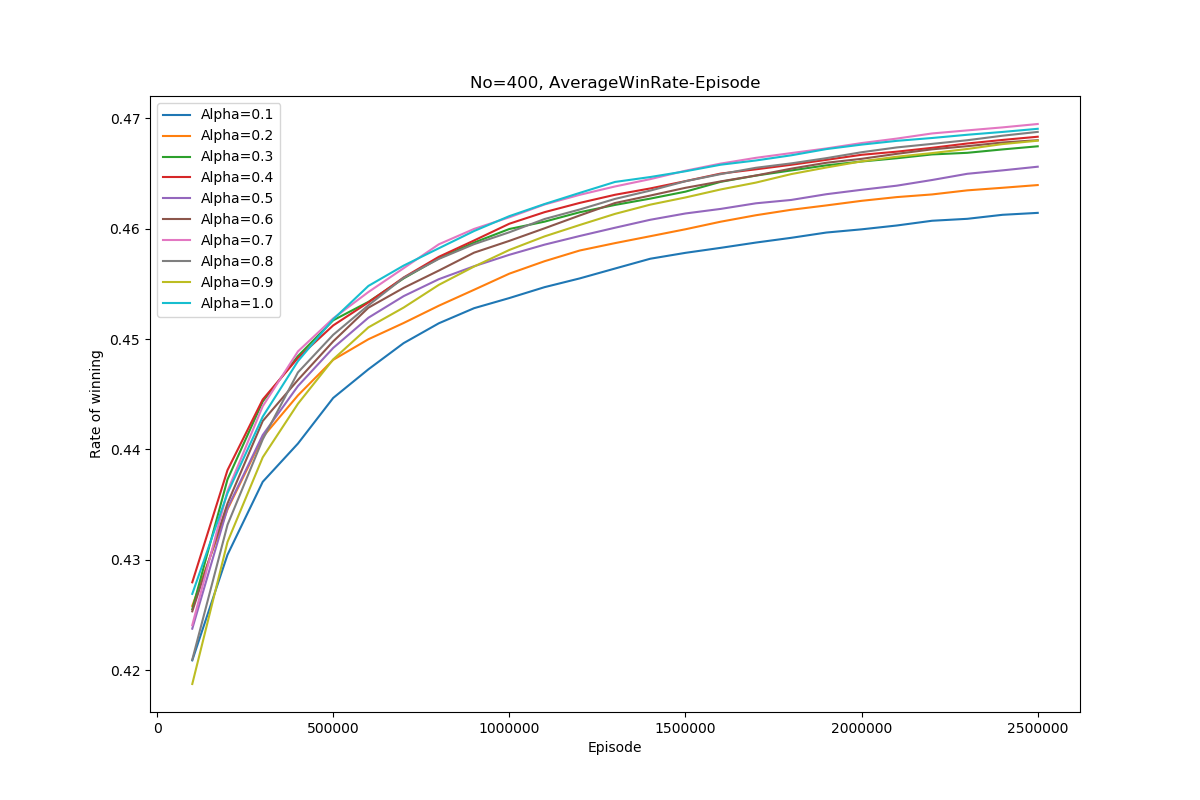 No=400, AverageWinRate-Episode
Alpha=0.1
Alpha=0.2
Alpha=0.3
Alpha=0.4
Alpha=0.5
Alpha=0.6
Alpha=0.7
Alpha=0.8
Alpha=0.9
Alpha=1.0
Rate of winning
0.47
0.46
0.45
0.44
0.43
0.42
0 500000 1000000 1500000 2000000 2500000
Episode